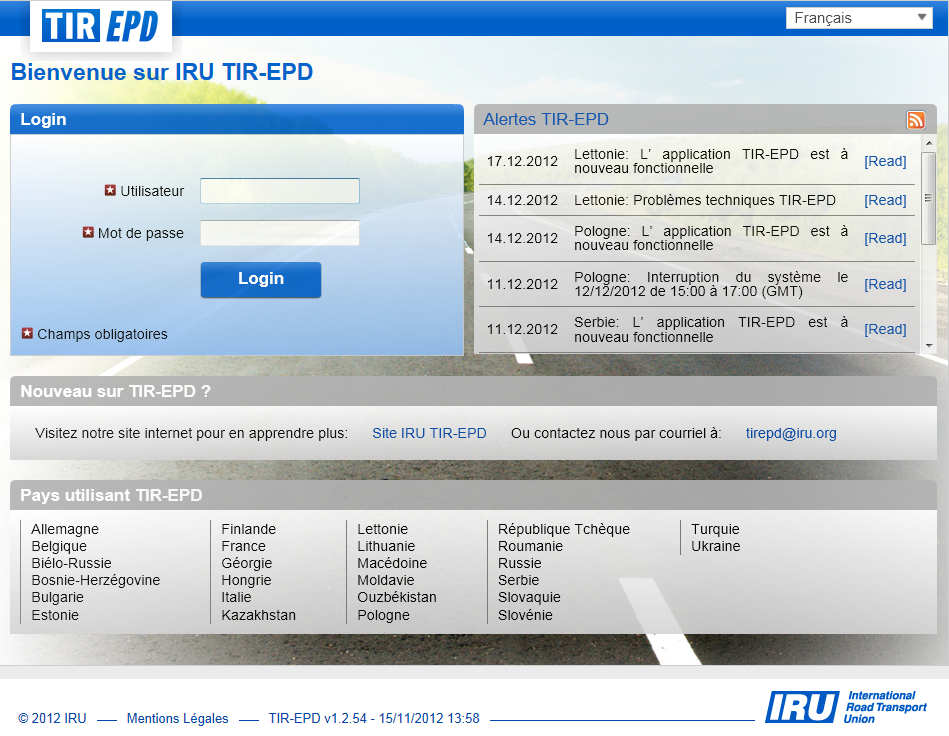 TIR EPD
Français
Bienvenue sur IRU TIR-EPD
Login
Utilisateur
Mot de passe
Login
Champs obligatoires
Alertes TIR-EPD
17.12.2012 Lettonie: L' application TIR-EPD est à [Read]
nouveau fonctionnelle
14.12.2012 Lettonie: Problèmes techniques TIR-EPD [Read]
14.12.2012 Pologne: L' application TIR-EPD est à [Read]
nouveau fonctionnelle
11.12.2012 Pologne: Interruption du système le [Read]
12/12/2012 de 15:00 à 17:00 (GMT)
11.12.2012 Serbie: L' application TIR-EPD est à [Read]
nouveau fonctionnelle
Nouveau sur TIR-EPD ?
Visitez notre site internet pour en apprendre plus: Site IRU TIR-EPD Ou contactez nous par courriel à: tirepd@iru.org
Pays utilisant TIR-EPD
Allemagne
Belgique
Biélo-Russie
Bosnie-Herzégovine
Bulgarie
Estonie
Finlande
France
Géorgie
Hongrie
Italie
Kazakhstan
Lettonie
Lithuanie
Macédoine
Moldavie
Ouzbékistan
Pologne
République Tchèque
Roumanie
Russie
Serbie
Slovaquie
Slovénie
Turquie
Ukraine
© 2012 IRU Mentions Légales TIR-EPD v1.2.54 - 15/11/2012 13:58
IRU International
Road Transport
Union